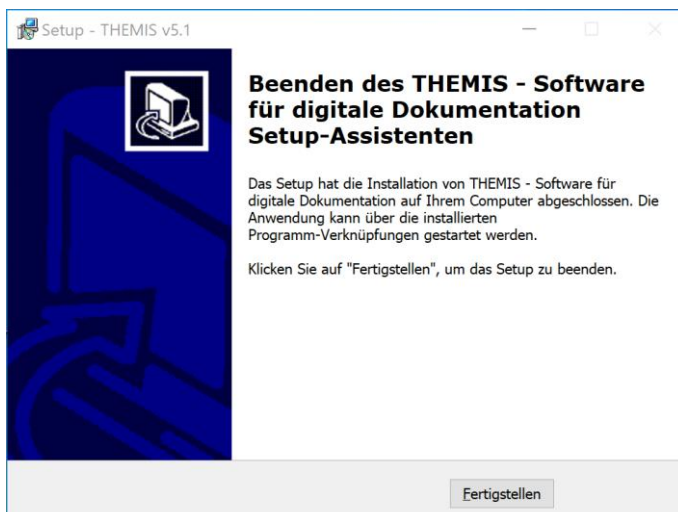 Setup - THEMIS v5.1
Beenden des THEMIS - Software
für digitale Dokumentation
Setup-Assistenten
Das Setup hat die Installation von THEMIS - Software für
digitale Dokumentation auf Ihrem Computer abgeschlossen. Die
Anwendung kann über die installierten
Programm-Verknüpfungen gestartet werden.
Klicken Sie auf "Fertigstellen", um das Setup zu beenden.
Fertigstellen